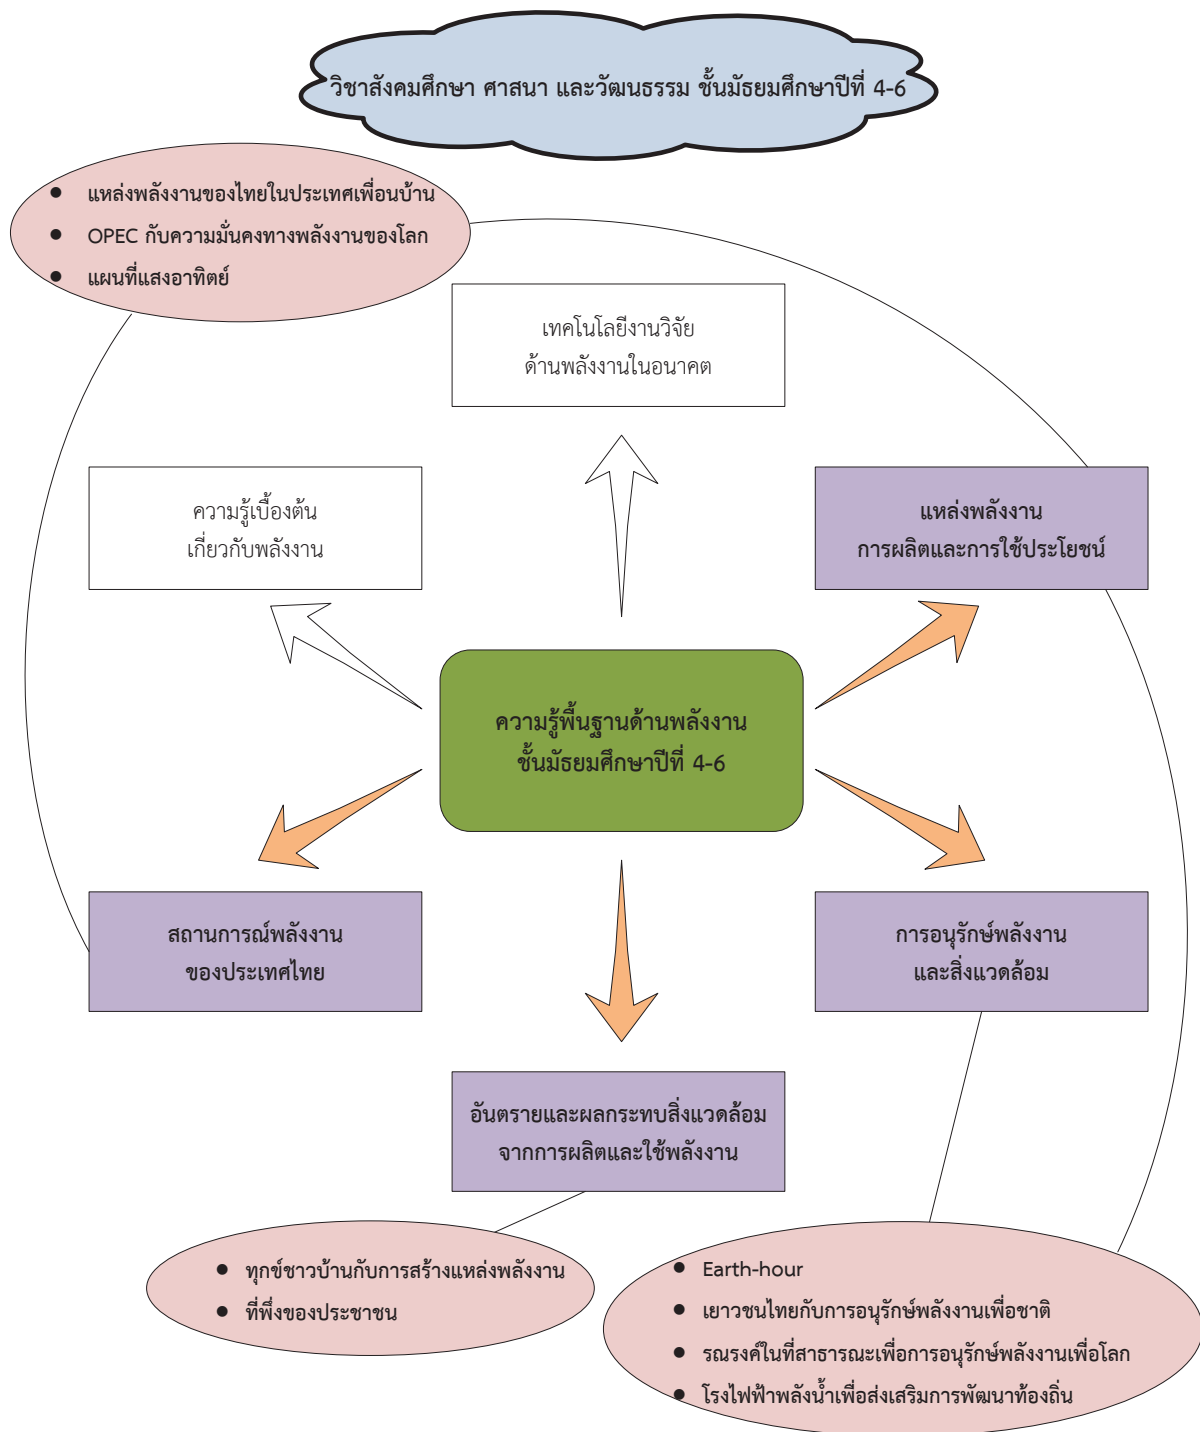 วิชาสังคมศึกษา ศาสนา และวัฒนธรรม ชั้นมัธยมศึกษาปีที่ 4-6
● แหล่งพลังงานของไทยในประเทศเพื่อนบ้าน
● OPEC กับความมั่นคงทางพลังงานของโลก
● แผนที่แสงอาทิตย์
เทคโนโลยีงานวิจัย
ด้านพลังงานในอนาคต
ความรู้เบื้องต้น
เกี่ยวกับพลังงาน
แหล่งพลังงาน
การผลิตและการใช้ประโยชน์
ความรู้พื้นฐานด้านพลังงาน
ชั้นมัธยมศึกษาปีที่ 4-6
สถานการณ์พลังงาน
ของประเทศไทย
การอนุรักษ์พลังงาน
และสิ่งแวดล้อม
อันตรายและผลกระทบสิ่งแวดล้อม
จากการผลิตและใช้พลังงาน
● ทุกข์ชาวบ้านกับการสร้างแหล่งพลังงาน
● ที่พึ่งของประชาชน
● Earth-hour
● เยาวชนไทยกับการอนุรักษ์พลังงานเพื่อชาติ
● รณรงค์ในที่สาธารณะเพื่อการอนุรักษ์พลังงานเพื่อโลก
● โรงไฟฟ้าพลังน้ำเพื่อส่งเสริมการพัฒนาท้องถิ่น